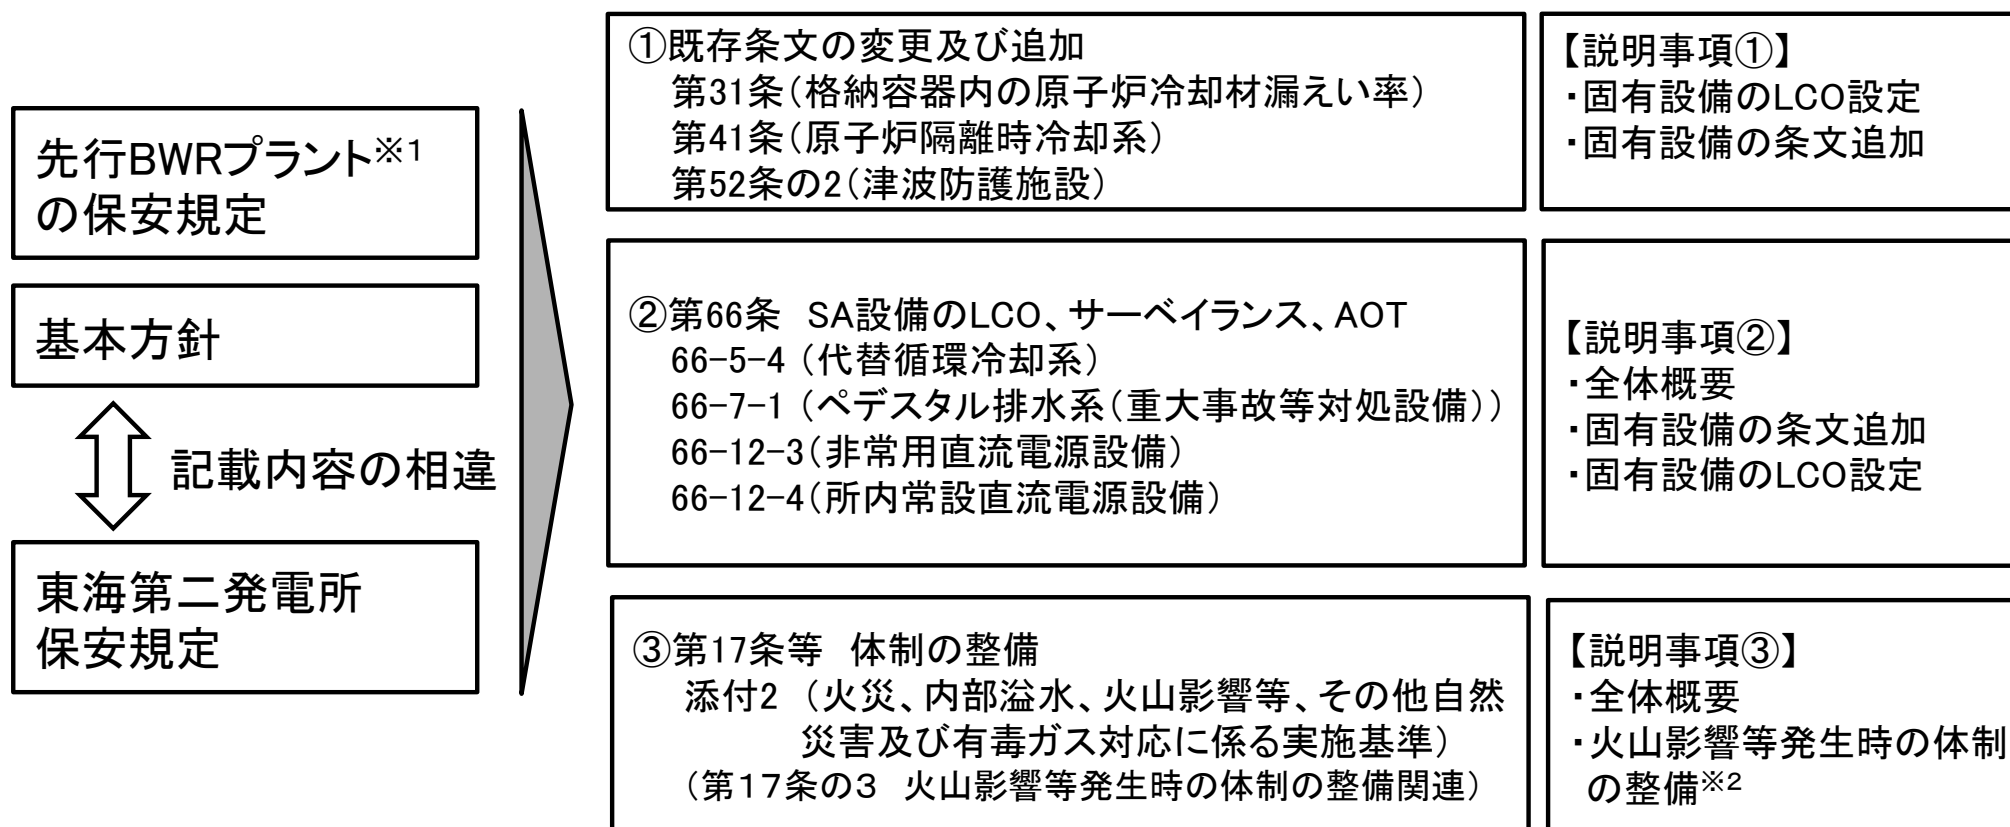 先行BWRプラント※1
の保安規定
基本方針
記載内容の相違
東海第二発電所
保安規定
①既存条文の変更及び追加
第31条(格納容器内の原子炉冷却材漏えい率)
第41条(原子炉隔離時冷却系)
第52条の2(津波防護施設)
【説明事項①】
・固有設備のLCO設定
・固有設備の条文追加
②第66条　SA設備のLCO、サーベイランス、AOT
66-5-4 (代替循環冷却系)
66-7-1 (ペデスタル排水系(重大事故等対処設備))
66-12-3(非常用直流電源設備)
66-12-4(所内常設直流電源設備)
【説明事項②】
・全体概要
・固有設備の条文追加
・固有設備のLCO設定
③第17条等　体制の整備
添付2 (火災、内部溢水、火山影響等、その他自然
災害及び有毒ガス対応に係る実施基準)
(第17条の3　火山影響等発生時の体制の整備関連)
【説明事項③】
・全体概要
・火山影響等発生時の体制
の整備※2